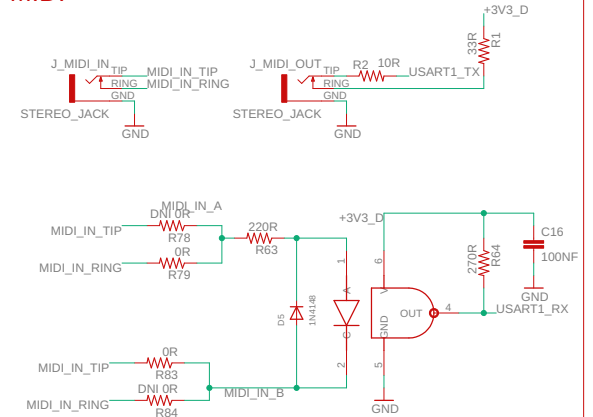 +3V3_D
J_MIDI_IN
TIP
MIDI_IN_TIP
RING
MIDI_IN_RING
GND
STEREO_JACK
GND
J_MIDI_OUT
TIP
R2
10R
USART1_TX
RING
GND
STEREO_JACK
GND
33R
R1
MIDI_IN_A
DNI 0R
MIDI_IN_TIP
R78
0R
MIDI_IN_RING
R79
220R
R63
+3V3_D
D5
1N4148
1
A
C
2
6
V
GND
OUT
4
5
GND
270R
R64
C16
100NF
GND
USART1_RX
0R
MIDI_IN_TIP
R83
DNI 0R
MIDI_IN_B
MIDI_IN_RING
R84